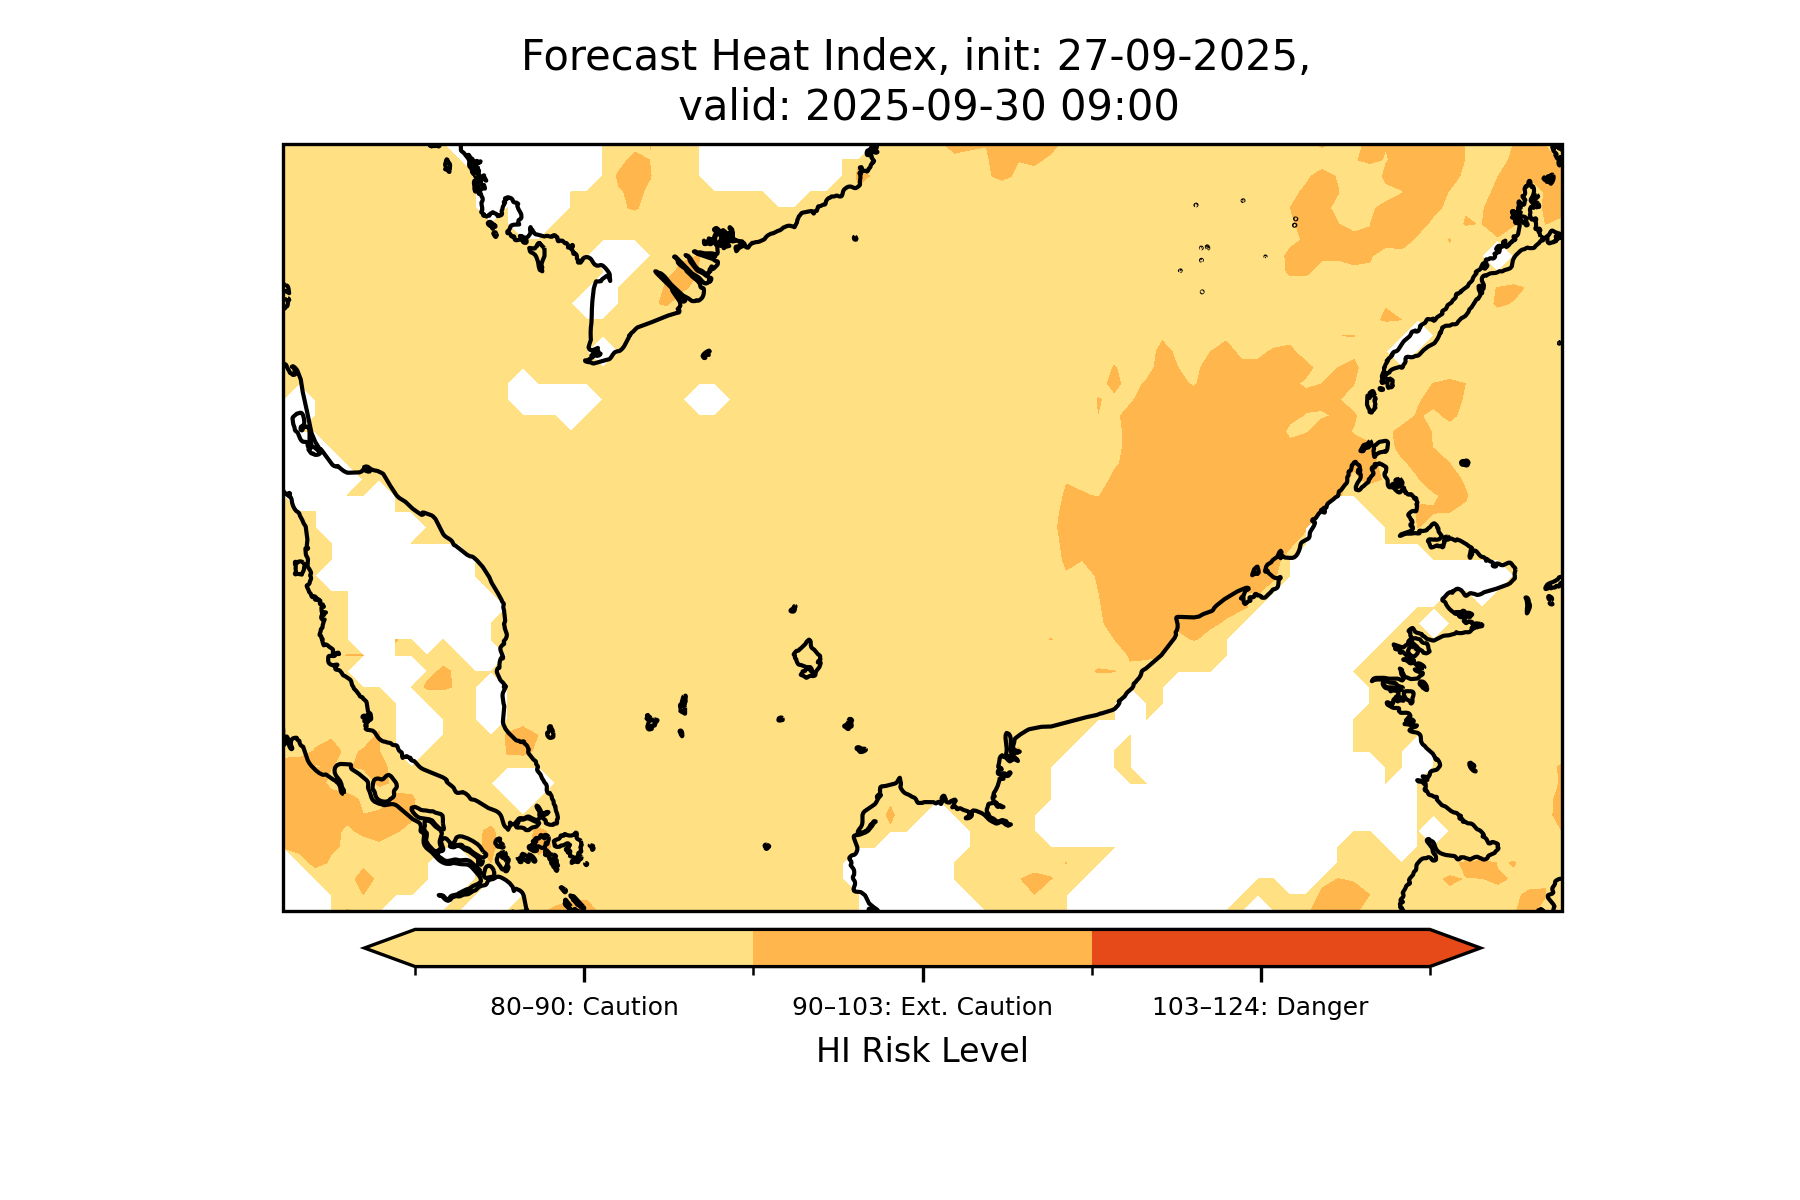 Forecast Heat Index, init: 27-09-2025,
valid: 2025-09-30 09:00
80–90: Caution
90–103: Ext. Caution
103–124: Danger
HI Risk Level